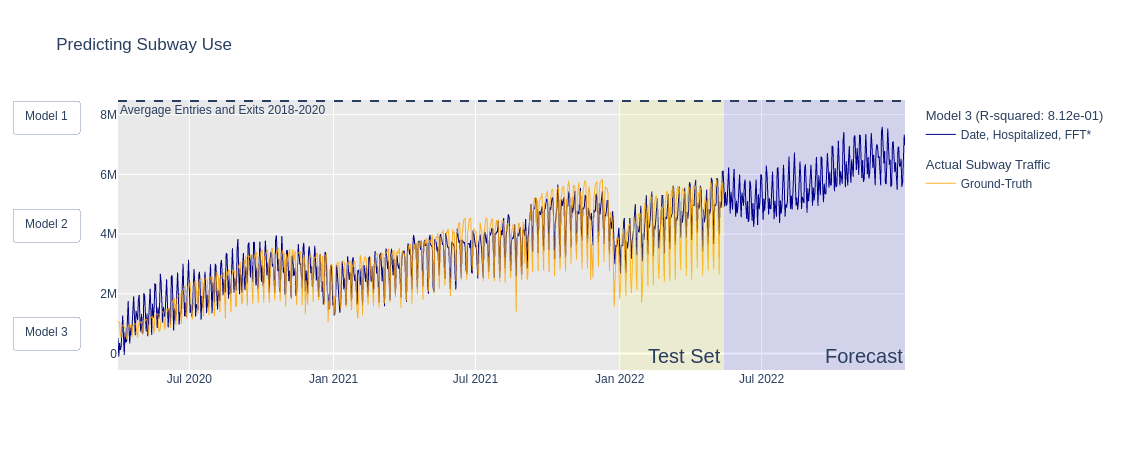 Predicting Subway Use
Model 1
Model 2
Model 3
8M
6M
4M
2M
0
Avergage Entries and Exits 2018-2020
Test Set
Forecast
Jul 2020
Jan 2021
Jul 2021
Jan 2022
Jul 2022
Model 3 (R-squared: 8.12e-01)
Date, Hospitalized, FFT*
Actual Subway Traffic
Ground-Truth